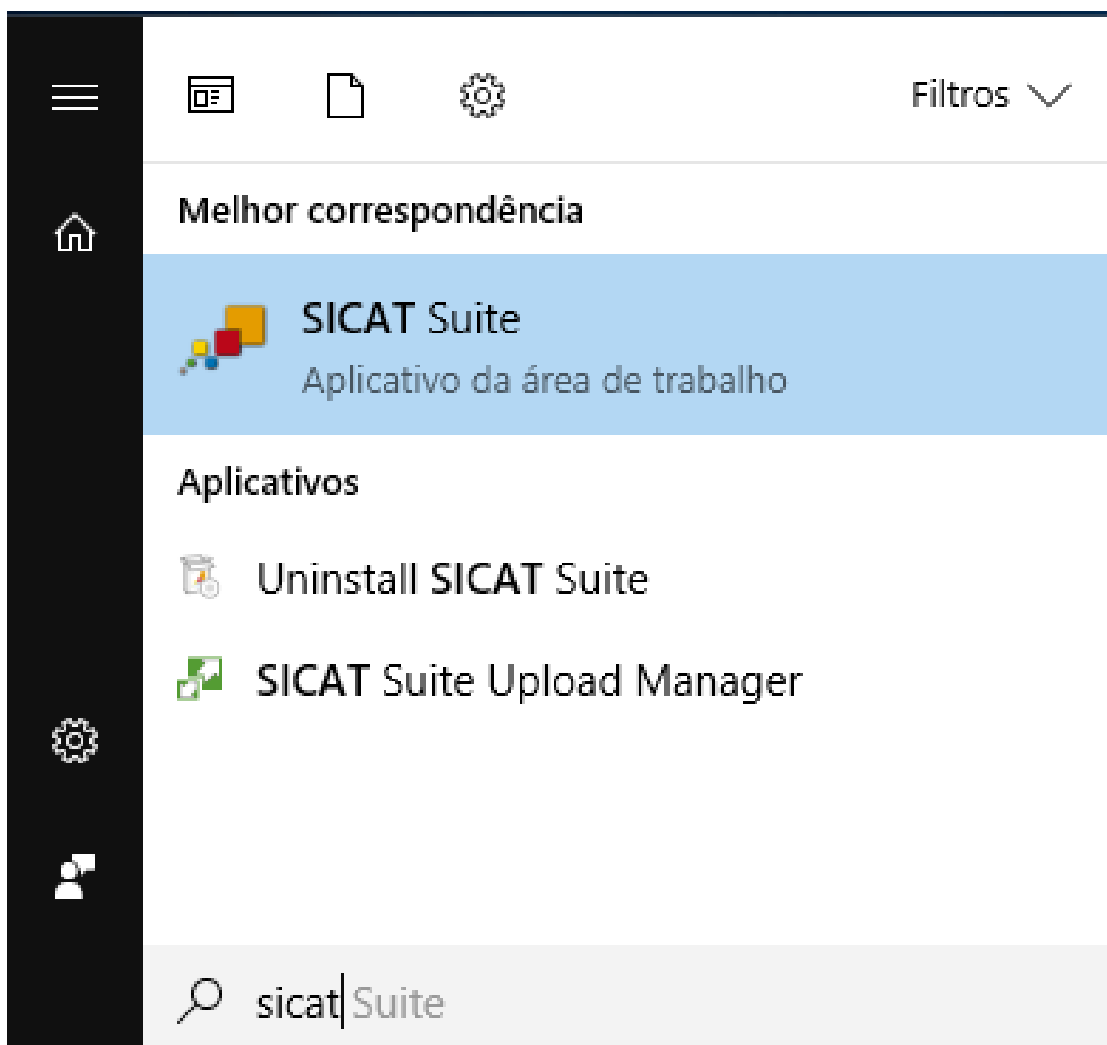 Filtros
Melhor correspondência
SICAT Suite
Aplicativo da área de trabalho
Aplicativos
Uninstall SICAT Suite
SICAT Suite Upload Manager
sicat Suite